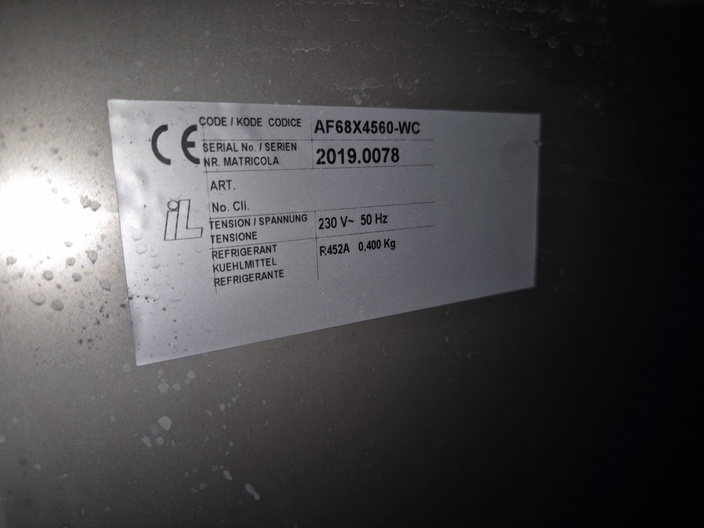 CE
CODE / KODE CODICE AF68X4560-WC
SERIAL No. / SERIEN
NR. MATRICOLA 2019.0078
ART.
No. Cli.
iL
TENSION / SPANNUNG
TENSIONE 230 V~ 50 Hz
REFRIGERANT R452A 0,400 Kg
KUEHLMITTEL
REFRIGERANTE